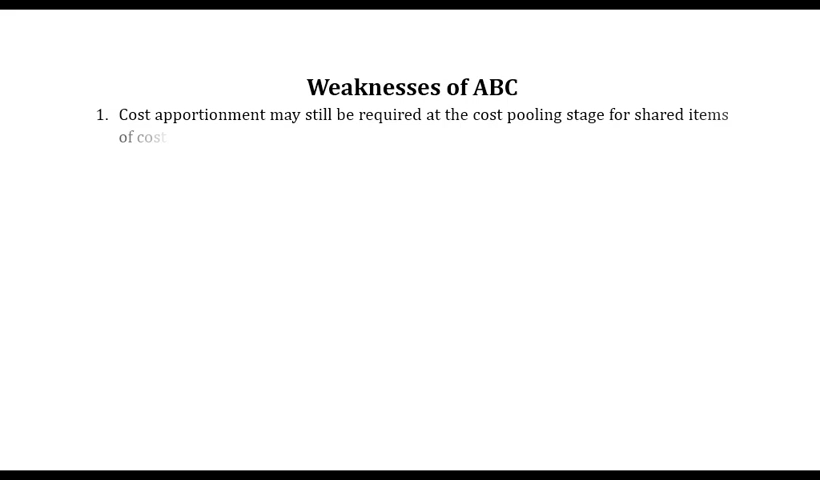 Weaknesses of ABC
1. Cost apportionment may still be required at the cost pooling stage for shared items
of cost